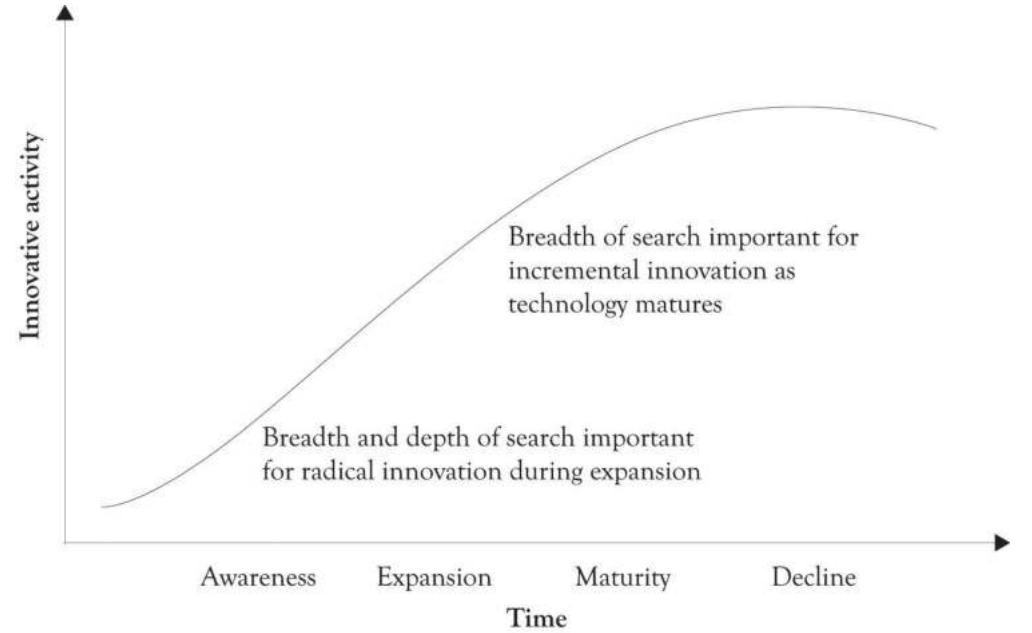 Innovative activity
Breadth of search important for
incremental innovation as
technology matures
Breadth and depth of search important
for radical innovation during expansion
Awareness Expansion Maturity Decline
Time